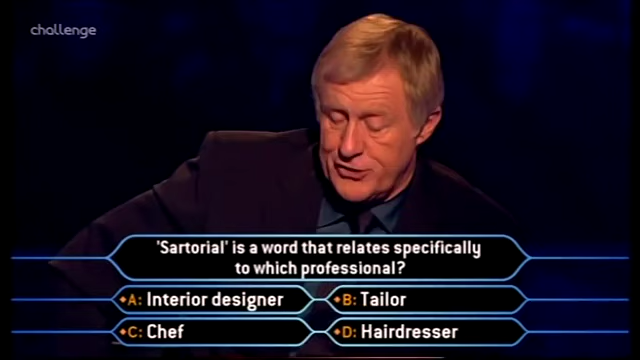 challenge
'Sartorial' is a word that relates specifically
to which professional?
A: Interior designer
B: Tailor
C: Chef
D: Hairdresser